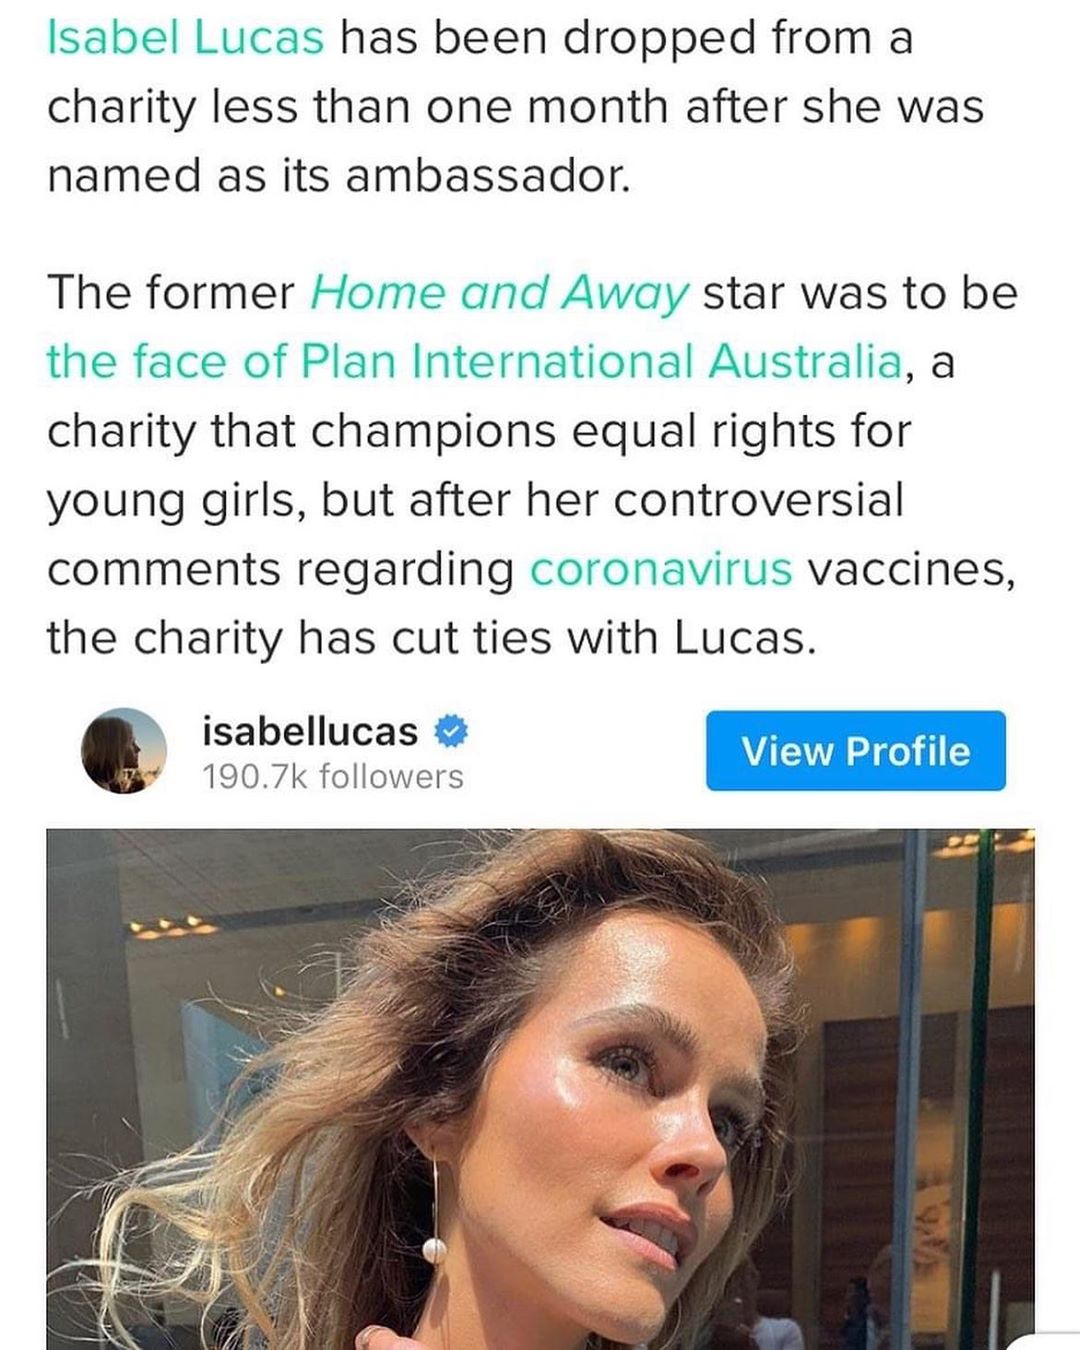 Isabel Lucas has been dropped from a
charity less than one month after she was
named as its ambassador.
The former Home and Away star was to be
the face of Plan International Australia, a
charity that champions equal rights for
young girls, but after her controversial
comments regarding coronavirus vaccines,
the charity has cut ties with Lucas.
isabellucas
190.7k followers
View Profile